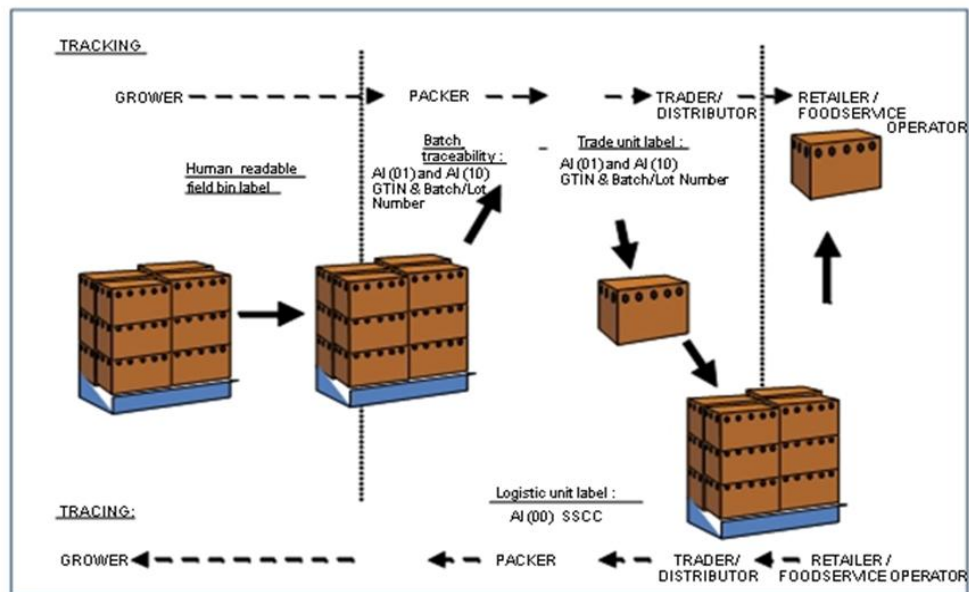 TRACKING
GROWER
PACKER
TRADER/
DISTRIBUTOR
RETAILER /
FOODSERVICE
OPERATOR
Human readable
field bin label
Batch
traceability :
AI (01) and AI (10)
GTIN & Batch/Lot
Number
Trade unit label :
AI (01) and AI (10)
GTIN & Batch/Lot Number
Logistic unit label :
AI (00) SSCC
TRACING:
GROWER
PACKER
TRADER/
DISTRIBUTOR
RETAILER /
FOODSERVICE OPERATOR